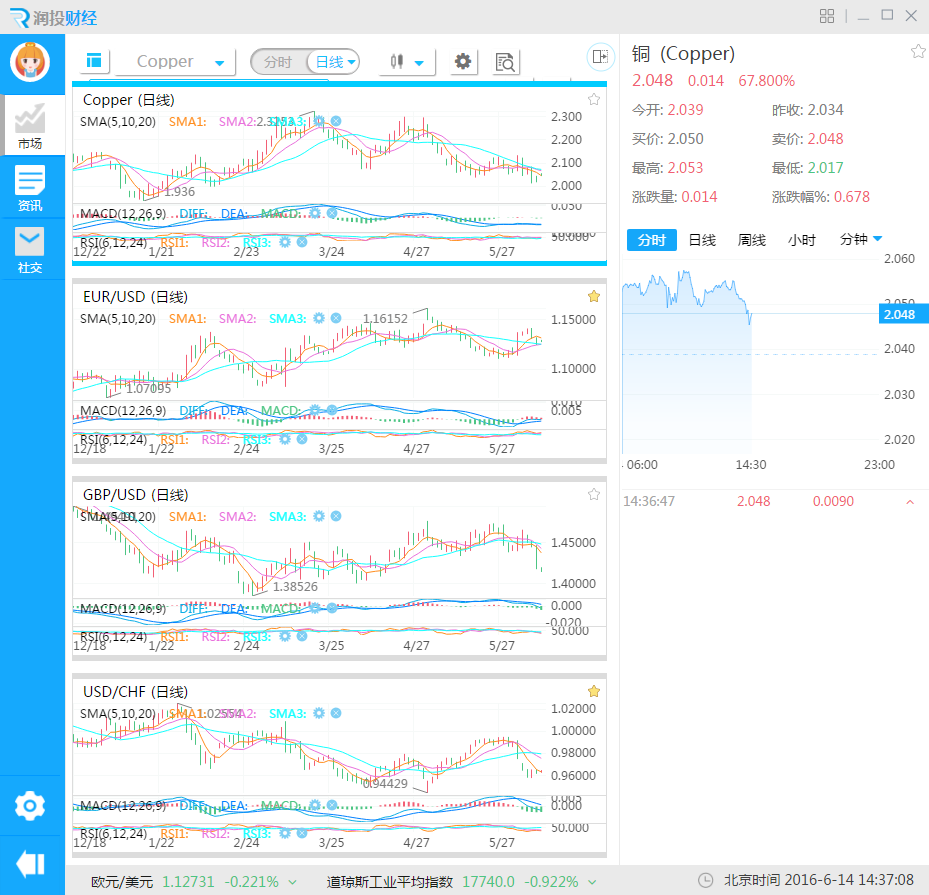 润投财经
市场
资讯
社交
Copper
分时 日线
Copper (日线)
SMA(5,10,20) SMA1: SMA2: SMA3:
2.3253
2.300
2.200
2.100
2.000
1.936
MACD(12,26,9) DIFF: DEA: MACD:
0.050
RSI(6,12,24) RSI1: RSI2: RSI3:
50.000
12/22 1/21 2/23 3/24 4/27 5/27
EUR/USD (日线)
SMA(5,10,20) SMA1: SMA2: SMA3:
1.16152
1.15000
1.10000
1.07095
MACD(12,26,9) DIFF: DEA: MACD:
0.010
0.005
RSI(6,12,24) RSI1: RSI2: RSI3:
12/18 1/22 2/24 3/25 4/27 5/27
GBP/USD (日线)
SMA(5,10,20) SMA1: SMA2: SMA3:
1.45000
1.40000
1.38526
MACD(12,26,9) DIFF: DEA: MACD:
0.000
-0.020
RSI(6,12,24) RSI1: RSI2: RSI3:
50.000
12/18 1/22 2/24 3/25 4/27 5/27
USD/CHF (日线)
SMA(5,10,20) SMA1: SMA2: SMA3:
1.02554
1.02000
1.00000
0.98000
0.96000
0.94429
MACD(12,26,9) DIFF: DEA: MACD:
0.005
0.000
RSI(6,12,24) RSI1: RSI2: RSI3:
50.000
12/18 1/22 2/24 3/25 4/27 5/27
铜 (Copper)
2.048 0.014 67.800%
今开: 2.039 昨收: 2.034
买价: 2.050 卖价: 2.048
最高: 2.053 最低: 2.017
涨跌量: 0.014 涨跌幅%: 0.678
分时 日线 周线 小时 分钟
2.060
2.050
2.048
2.040
2.030
2.020
06:00 14:30 23:00
14:36:47 2.048 0.0090
欧元/美元 1.12731 -0.221% 道琼斯工业平均指数 17740.0 -0.922% 北京时间 2016-6-14 14:37:08